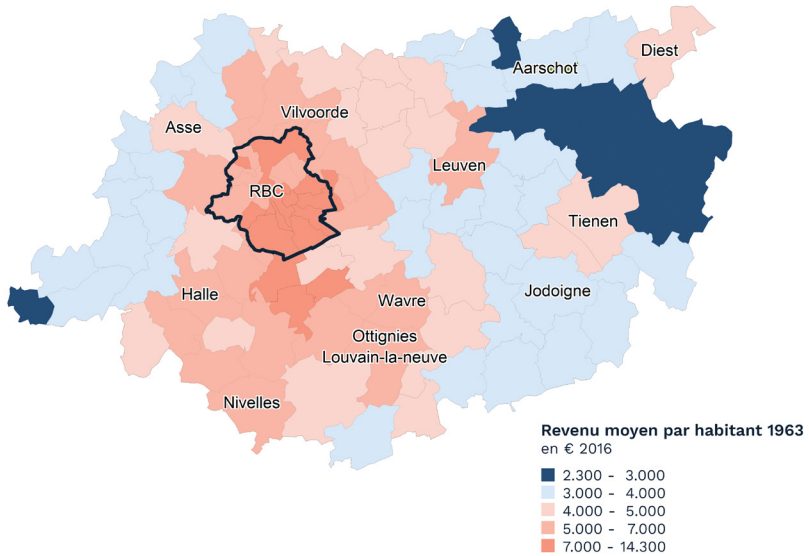 Diest
Aarschot
Vilvoorde
Asse
Leuven
RBC
Tienen
Jodoigne
Halle
Wavre
Ottignies
Louvain-la-neuve
Nivelles
Revenu moyen par habitant 1963
en € 2016
2.300 - 3.000
3.000 - 4.000
4.000 - 5.000
5.000 - 7.000
7.000 - 14.300